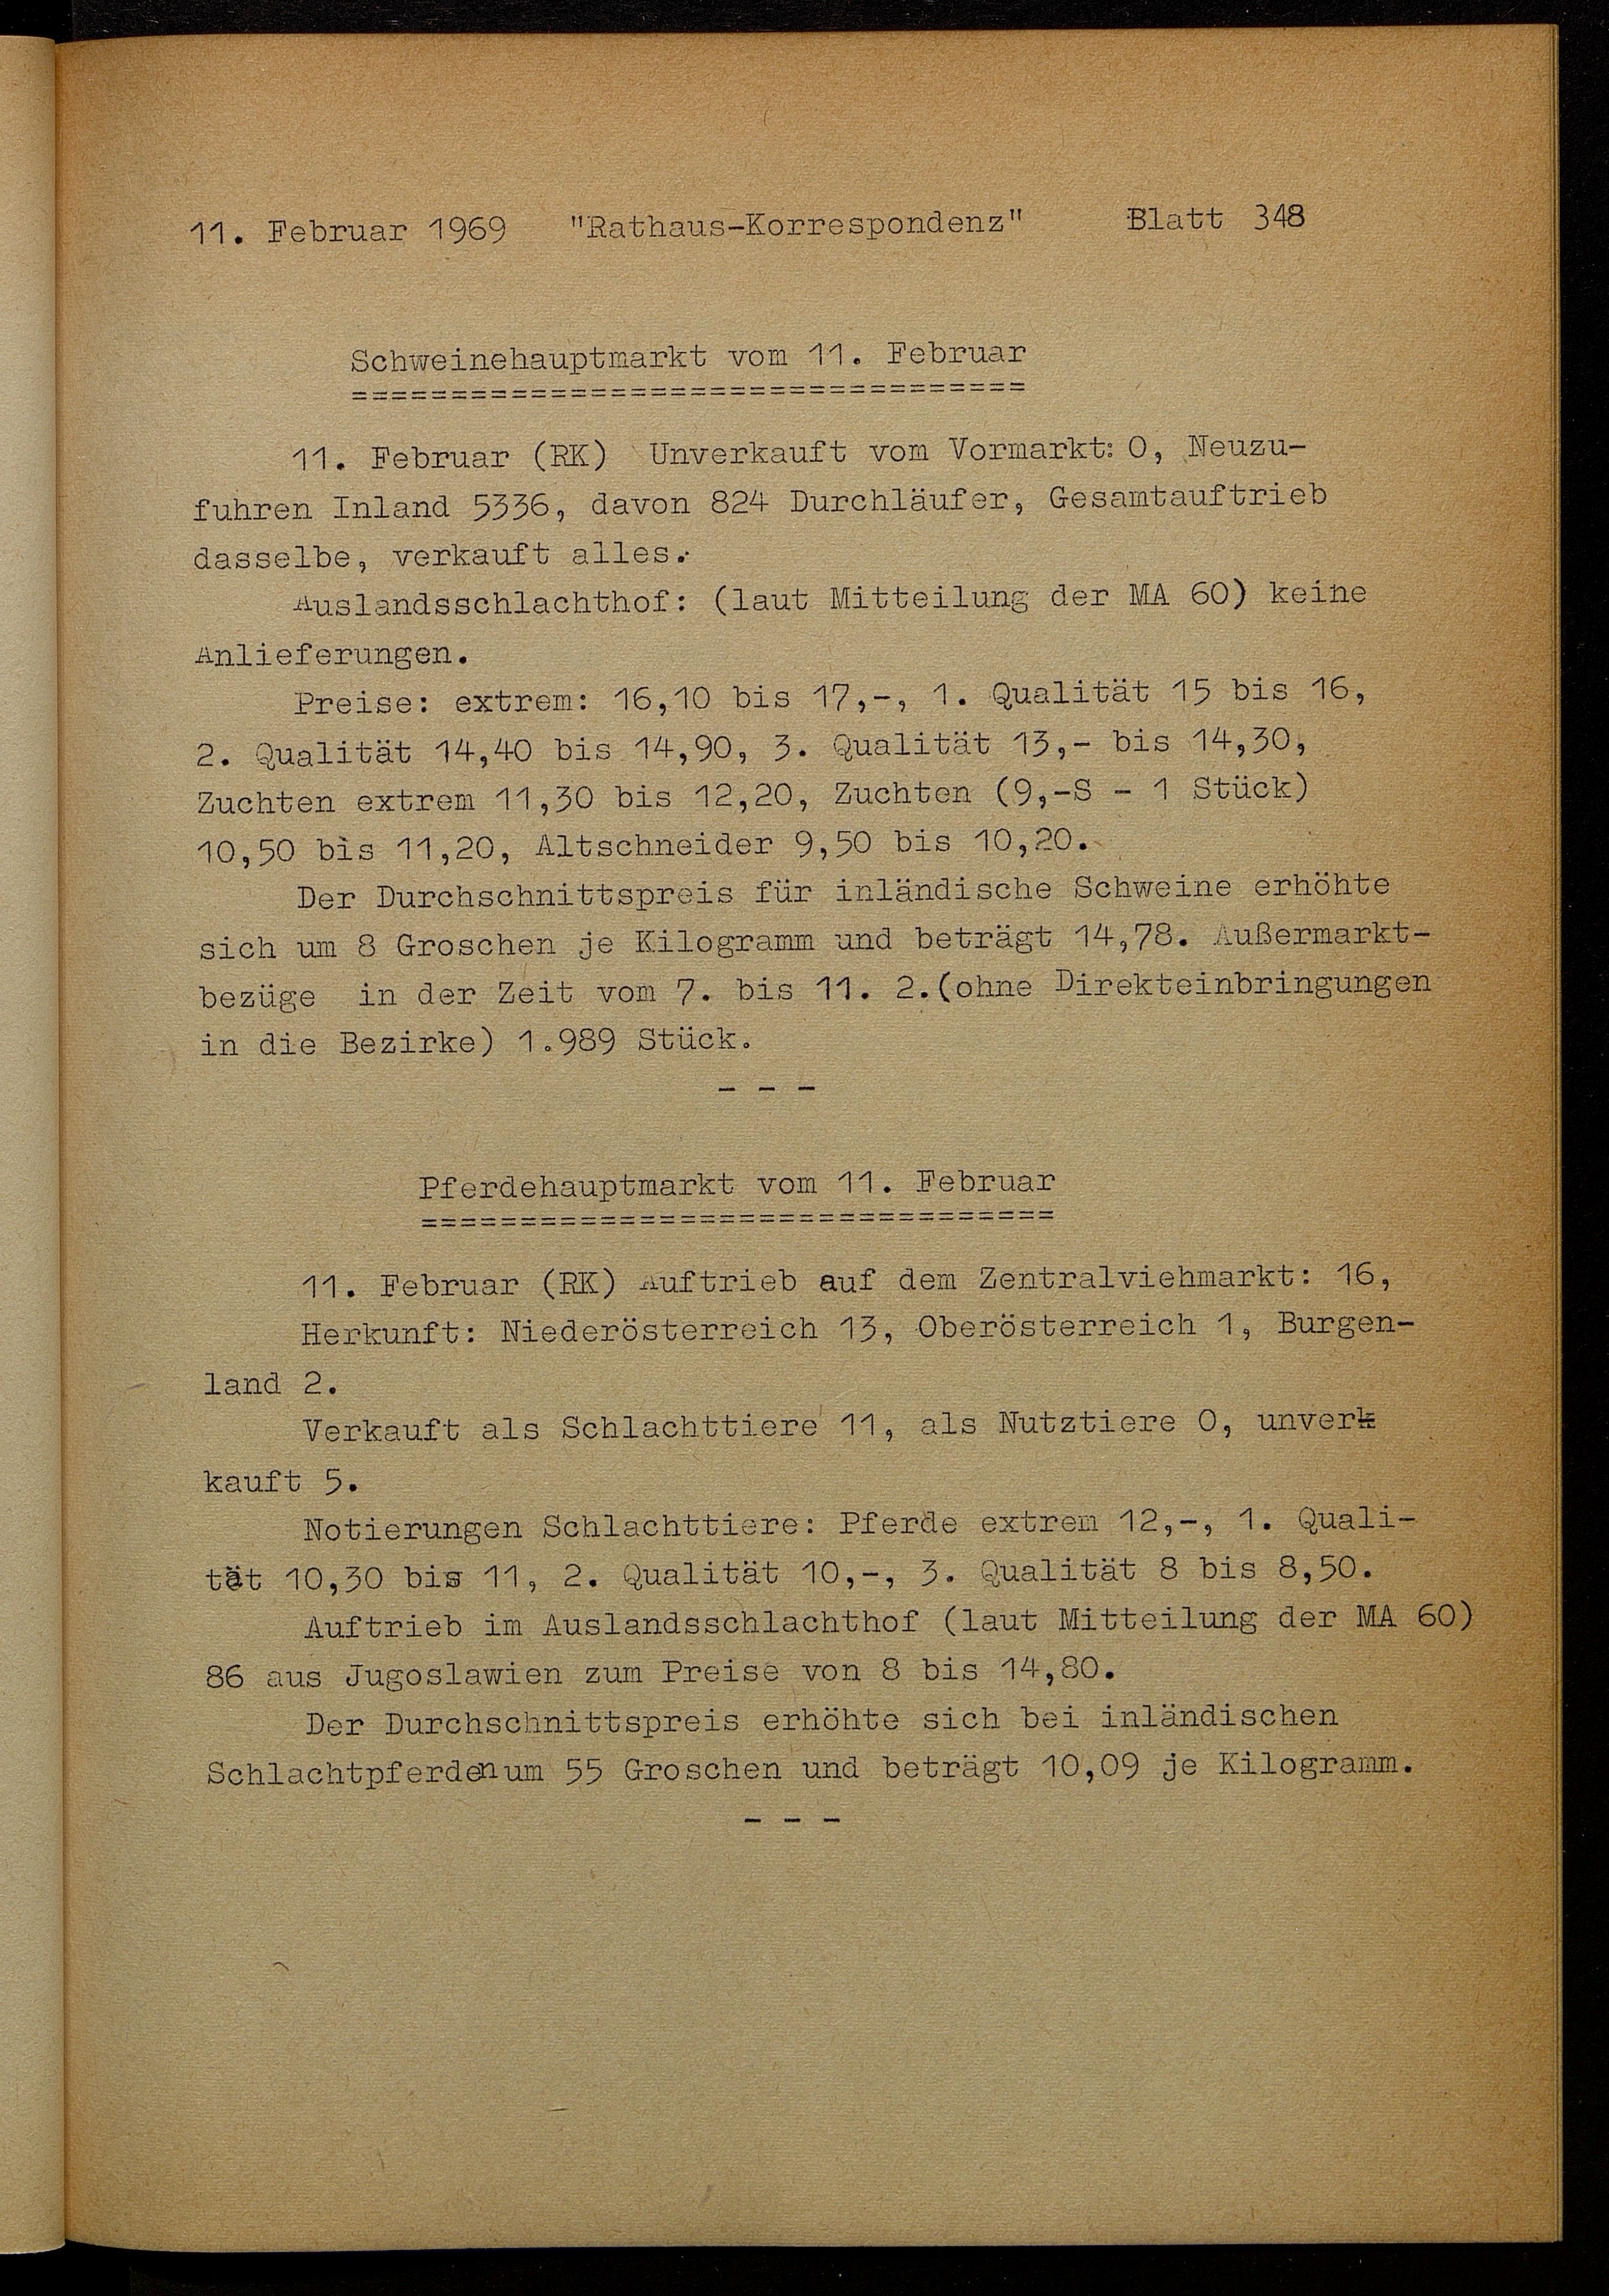 11. Februar 1969 "Rathaus-Korrespondenz" Blatt 348
Schweinehauptmarkt vom 11. Februar
==================================
11. Februar (RK) Unverkauft vom Vormarkt: 0, Neuzu-
fuhren Inland 5336, davon 824 Durchläufer, Gesamtauftrieb
dasselbe, verkauft alles.
Auslandsschlachthof: (laut Mitteilung der MA 60) keine
Anlieferungen.
Preise: extrem: 16,10 bis 17,-, 1. Qualität 15 bis 16,
2. Qualität 14,40 bis 14,90, 3. Qualität 13,- bis 14,30,
Zuchten extrem 11,30 bis 12,20, Zuchten (9,-S - 1 Stück)
10,50 bis 11,20, Altschneider 9,50 bis 10,20.
Der Durchschnittspreis für inländische Schweine erhöhte
sich um 8 Groschen je Kilogramm und beträgt 14,78. Außermarkt-
bezüge in der Zeit vom 7. bis 11. 2.(ohne Direkteinbringungen
in die Bezirke) 1.989 Stück.
- - -
Pferdehauptmarkt vom 11. Februar
================================
11. Februar (RK) Auftrieb auf dem Zentralviehmarkt: 16,
Herkunft: Niederösterreich 13, Oberösterreich 1, Burgen-
land 2.
Verkauft als Schlachttiere 11, als Nutztiere 0, unverk
kauft 5.
Notierungen Schlachttiere: Pferde extrem 12,-, 1. Quali-
tät 10,30 bis 11, 2. Qualität 10,-, 3. Qualität 8 bis 8,50.
Auftrieb im Auslandsschlachthof (laut Mitteilung der MA 60)
86 aus Jugoslawien zum Preise von 8 bis 14,80.
Der Durchschnittspreis erhöhte sich bei inländischen
Schlachtpferden um 55 Groschen und beträgt 10,09 je Kilogramm.
- - -